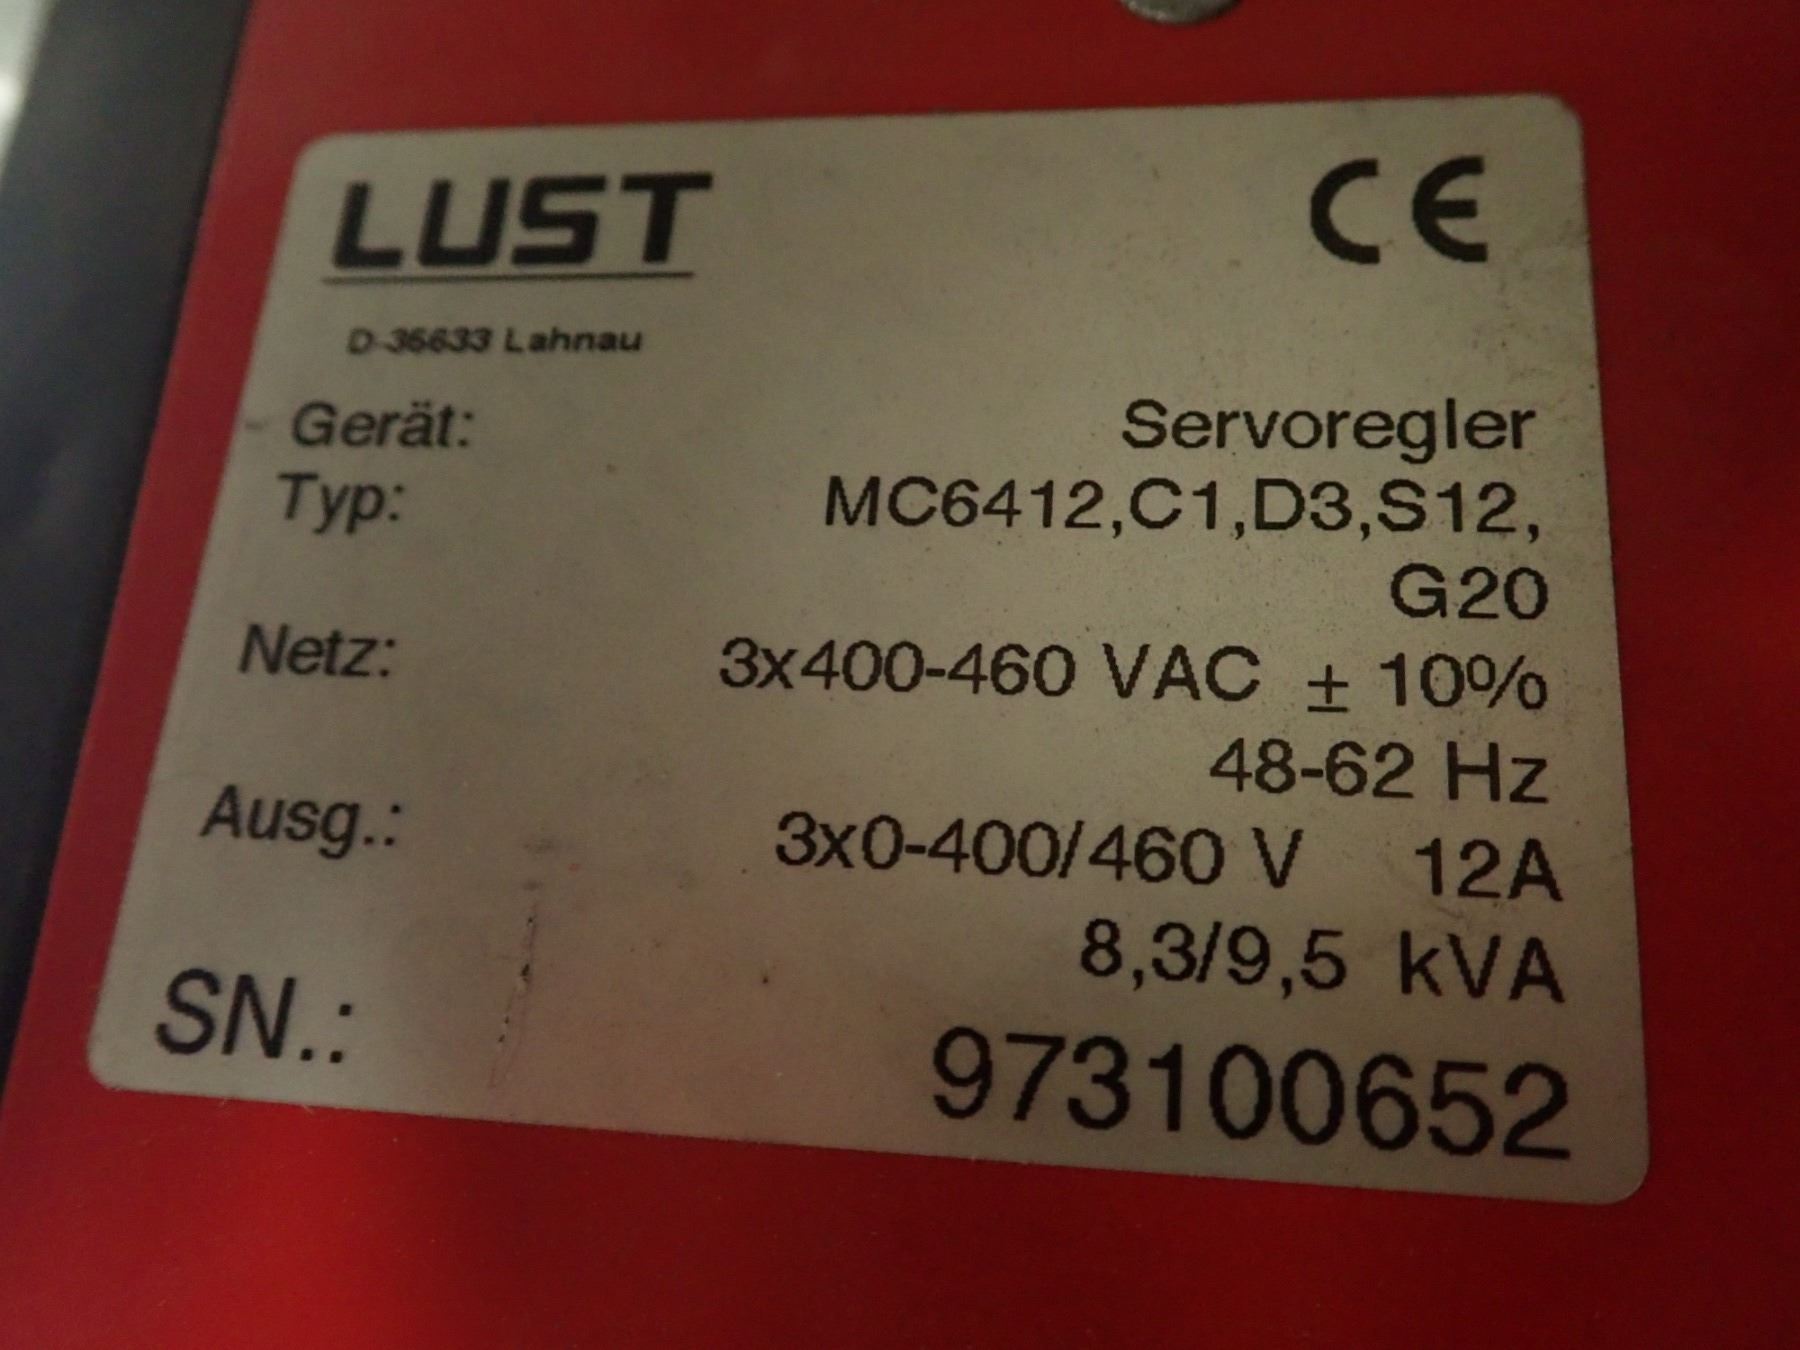 LUST
CE
D-35633 Lahnau
Gerät: Servoregler
Typ: MC6412,C1,D3,S12,
G20
Netz: 3x400-460 VAC ± 10%
48-62 Hz
Ausg.: 3x0-400/460 V 12A
8,3/9,5 kVA
SN.: 973100652